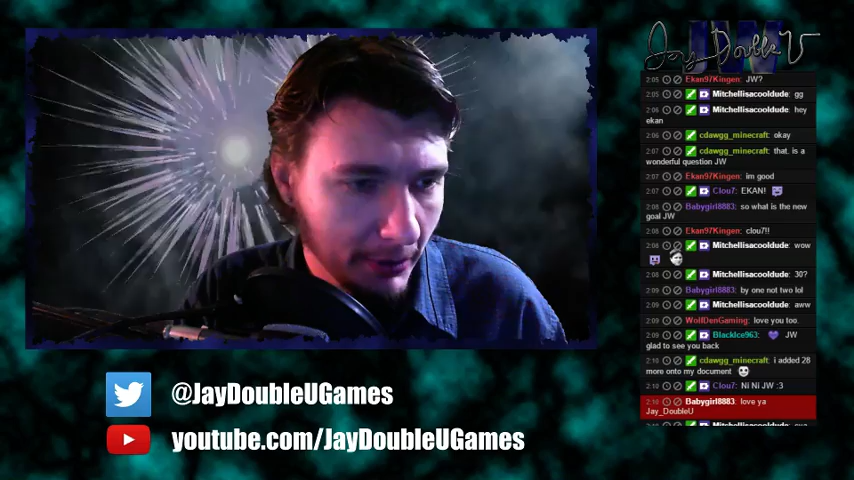 Jay Double U
2:05 Ekan97Kingen: JW?
2:05 Mitchellisacooldude: gg
2:06 Mitchellisacooldude: hey
ekan
2:06 cdawgg_minecraft: okay
2:07 cdawgg_minecraft: that. is a
wonderful question JW
2:07 Ekan97Kingen: im good
2:07 Clou7: EKAN!
2:08 Babygirl8883: so what is the new
goal JW
2:08 Ekan97Kingen: clou7!!
2:08 Mitchellisacooldude: wow
2:08 Mitchellisacooldude: 30?
2:09 Babygirl8883: by one not two lol
2:09 Mitchellisacooldude: aww
2:09 WolfDenGaming: love you too.
2:09 BlackIce963: JW
glad to see you back
2:10 cdawgg_minecraft: i added 28
more onto my document
2:10 Clou7: Ni Ni JW :3
2:10 Babygirl8883: love ya
Jay_DoubleU
@JayDoubleUGames
youtube.com/JayDoubleUGames